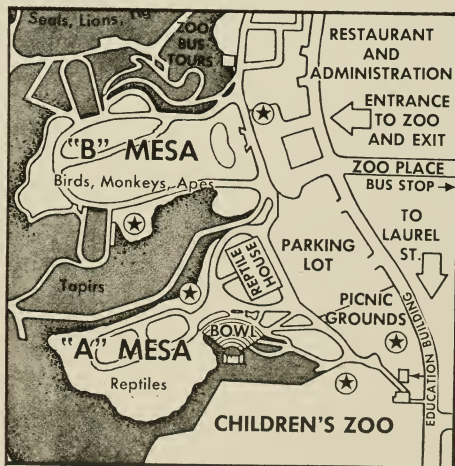 Seals, Lions,
ZOO
BUS
TOURS
RESTAURANT
AND
ADMINISTRATION
ENTRANCE
TO ZOO
AND EXIT
"B" MESA
Birds, Monkeys, Apes
ZOO PLACE
BUS STOP
TO
LAUREL
ST.
PARKING
LOT
REPTILE
HOUSE
Tapirs
PICNIC
GROUNDS
EDUCATION BUILDING
BOWL
"A" MESA
Reptiles
CHILDREN'S ZOO